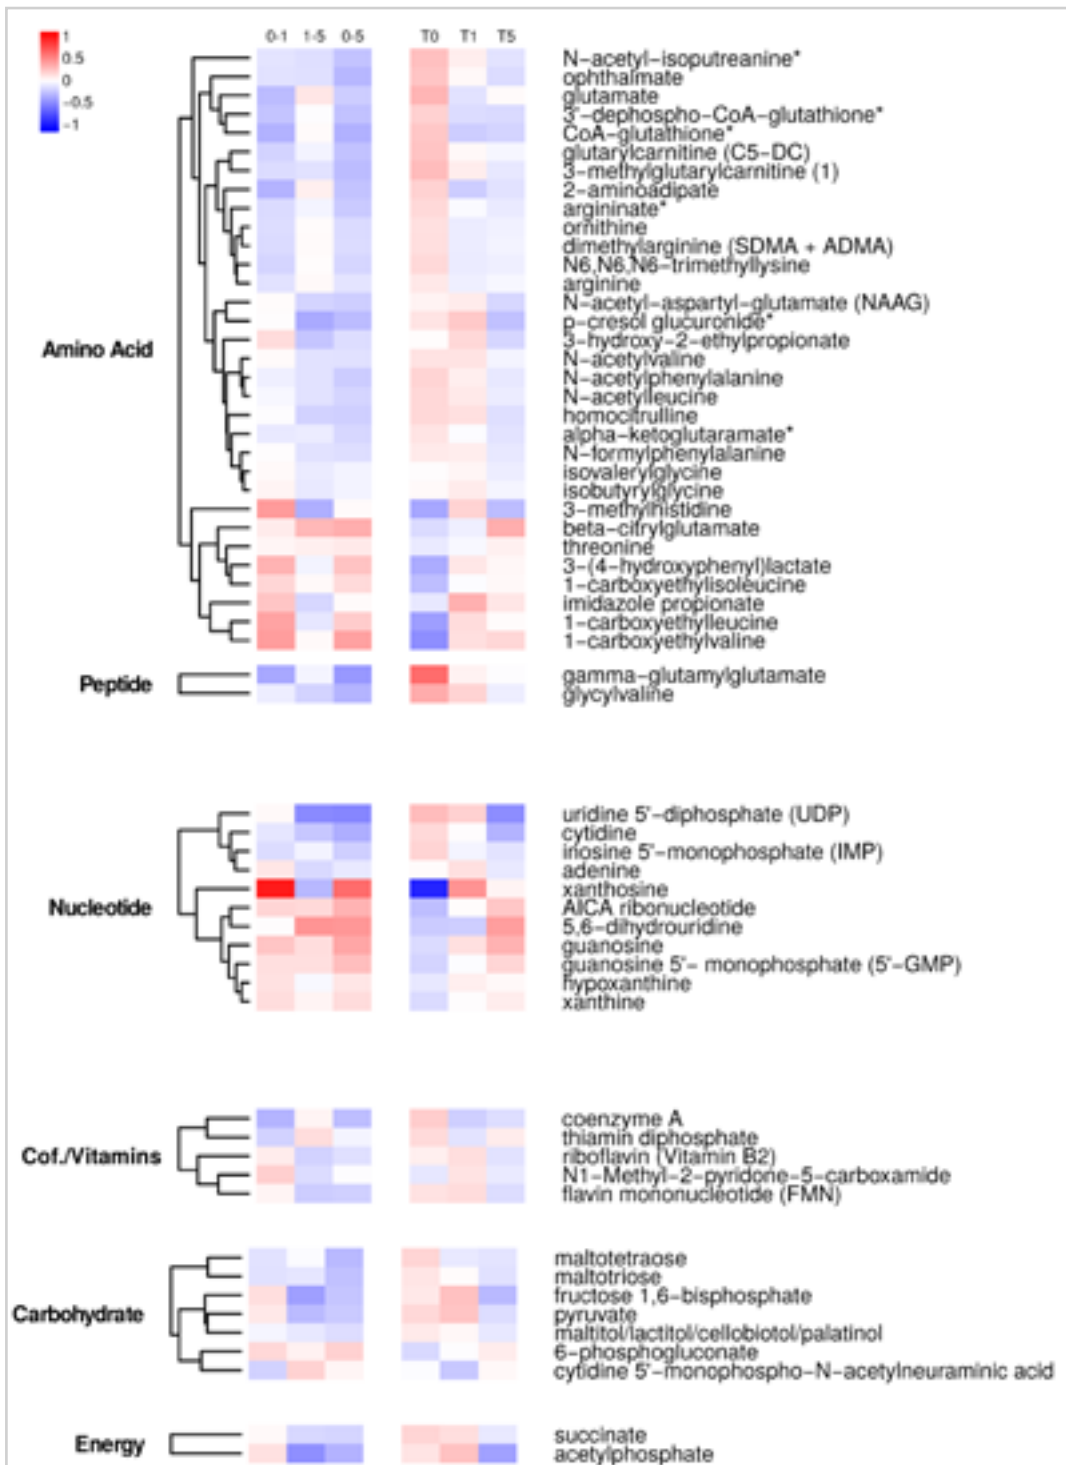 1
0.5
0
−0.5
−1
0-1 1-5 0-5 T0 T1 T5
Amino Acid
N−acetyl−isoputreanine*
ophthalmate
glutamate
3'−dephospho−CoA−glutathione*
CoA−glutathione*
glutarylcarnitine (C5−DC)
3−methylglutarylcarnitine (1)
2−aminoadipate
argininate*
ornithine
dimethylarginine (SDMA + ADMA)
N6,N6,N6−trimethyllysine
arginine
N−acetyl−aspartyl−glutamate (NAAG)
p−cresol glucuronide*
3−hydroxy−2−ethylpropionate
N−acetylvaline
N−acetylphenylalanine
N−acetylleucine
homocitrulline
alpha−ketoglutaramate*
N−formylphenylalanine
isovalerylglycine
isobutyrylglycine
3−methylhistidine
beta−citrylglutamate
threonine
3−(4−hydroxyphenyl)lactate
1−carboxyethylisoleucine
imidazole propionate
1−carboxyethylleucine
1−carboxyethylvaline
Peptide
gamma−glutamylglutamate
glycylvaline
Nucleotide
uridine 5'−diphosphate (UDP)
cytidine
inosine 5'−monophosphate (IMP)
adenine
xanthosine
AICA ribonucleotide
5,6−dihydrouridine
guanosine
guanosine 5'− monophosphate (5'−GMP)
hypoxanthine
xanthine
Cof./Vitamins
coenzyme A
thiamin diphosphate
riboflavin (Vitamin B2)
N1−Methyl−2−pyridone−5−carboxamide
flavin mononucleotide (FMN)
Carbohydrate
maltotetraose
maltotriose
fructose 1,6−bisphosphate
pyruvate
maltitol/lactitol/cellobiotol/palatinol
6−phosphogluconate
cytidine 5'−monophospho−N−acetylneuraminic acid
Energy
succinate
acetylphosphate